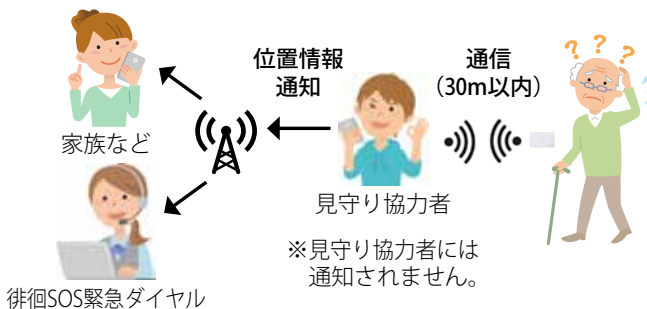 位置情報
通知
通信
（30m以内）
? ? ?
家族など
見守り協力者
※見守り協力者には
通知されません。
徘徊SOS緊急ダイヤル